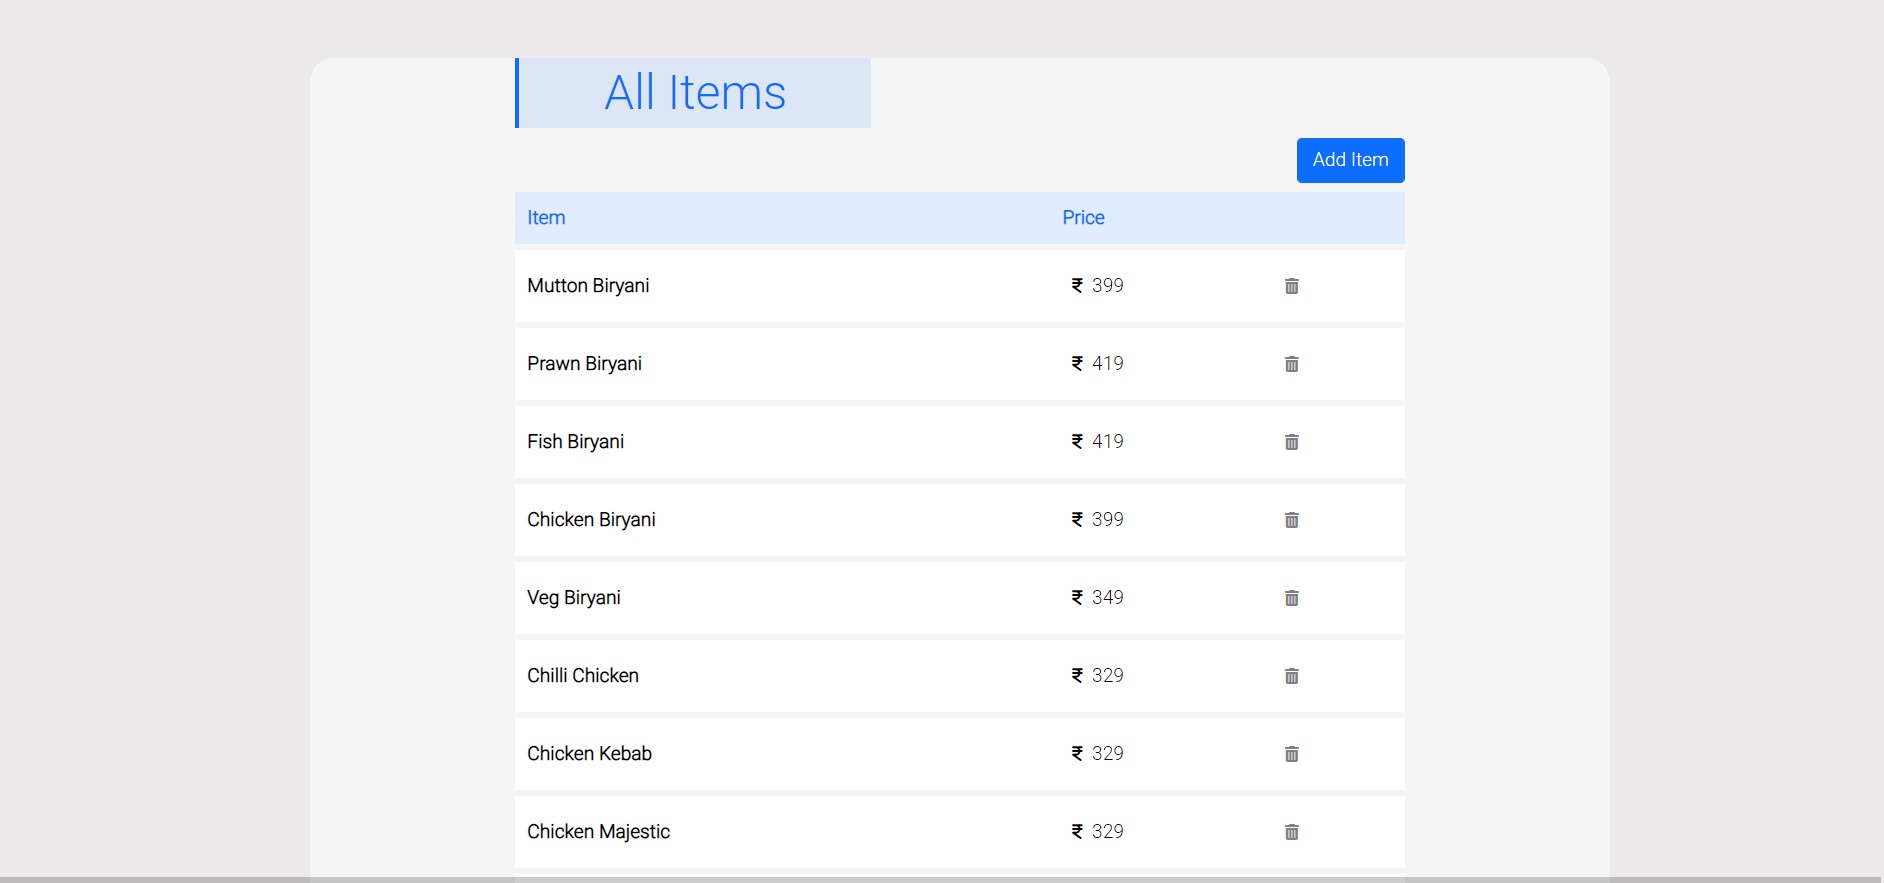 All Items
Add Item
Item Price
Mutton Biryani ₹ 399
Prawn Biryani ₹ 419
Fish Biryani ₹ 419
Chicken Biryani ₹ 399
Veg Biryani ₹ 349
Chilli Chicken ₹ 329
Chicken Kebab ₹ 329
Chicken Majestic ₹ 329